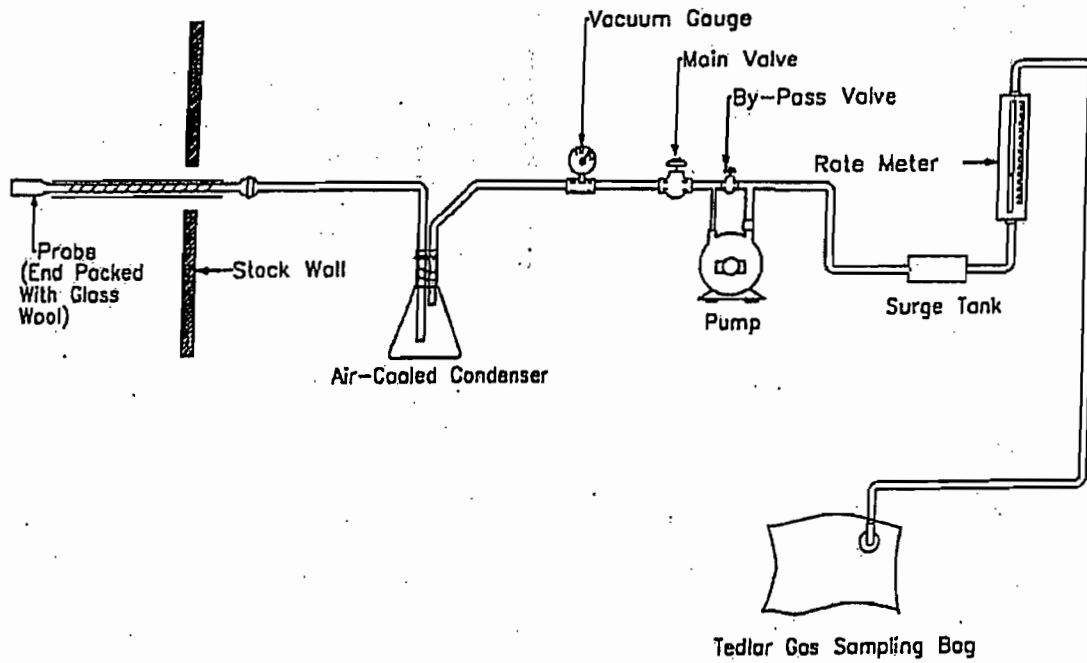 Vacuum Gauge
Main Valve
By-Pass Valve
Rate Meter
Probe
(End Packed
With Glass
Wool)
Stack Wall
Surge Tank
Pump
Air-Cooled Condenser
Tedlar Gas Sampling Bag